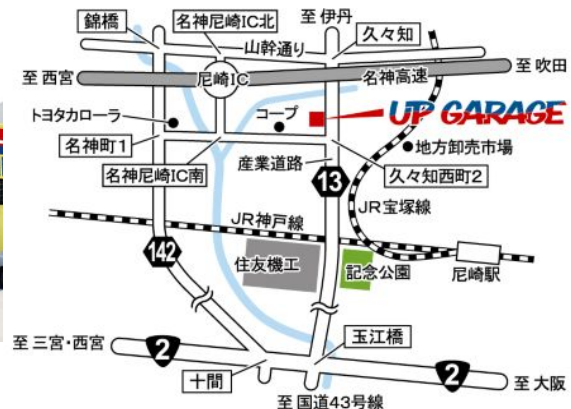 錦橋
名神尼崎IC北
至 伊丹
久々知
山幹通り
至 西宮
尼崎IC
名神高速
至 吹田
トヨタカローラ
コープ
UP GARAGE
名神町1
地方卸売市場
名神尼崎IC南
産業道路
久々知西町2
13
JR宝塚線
JR神戸線
142
住友機工
記念公園
尼崎駅
玉江橋
至 三宮・西宮
2
2
至 大阪
十間
至 国道43号線